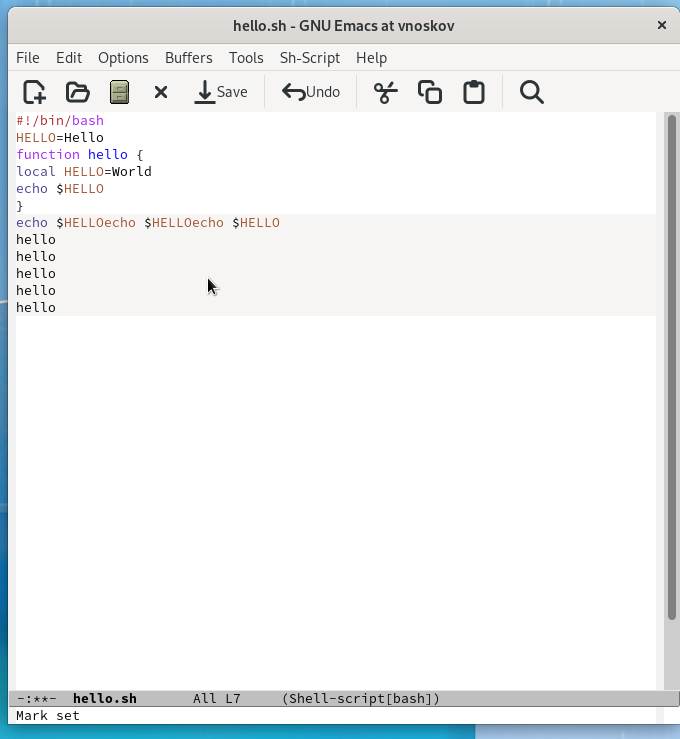 hello.sh - GNU Emacs at vnoskov
File Edit Options Buffers Tools Sh-Script Help
Save Undo
#!/bin/bash
HELLO=Hello
function hello {
local HELLO=World
echo $HELLO
}
echo $HELLOecho $HELLOecho $HELLO
hello
hello
hello
hello
hello
-:**- hello.sh All L7 (Shell-script[bash])
Mark set